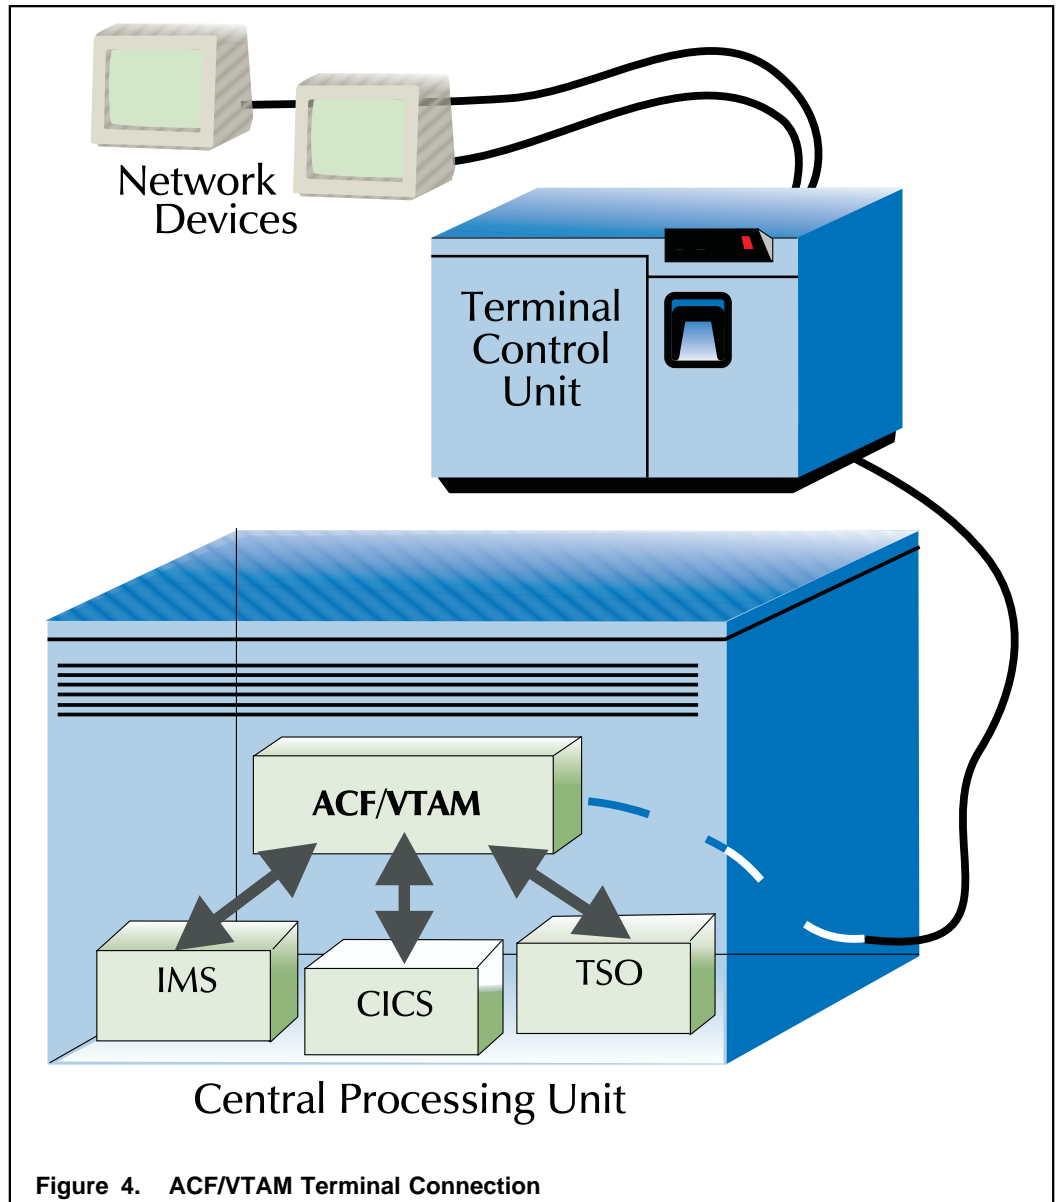 Network
Devices
Terminal
Control
Unit
ACF/VTAM
IMS
CICS
TSO
Central Processing Unit
Figure 4. ACF/VTAM Terminal Connection